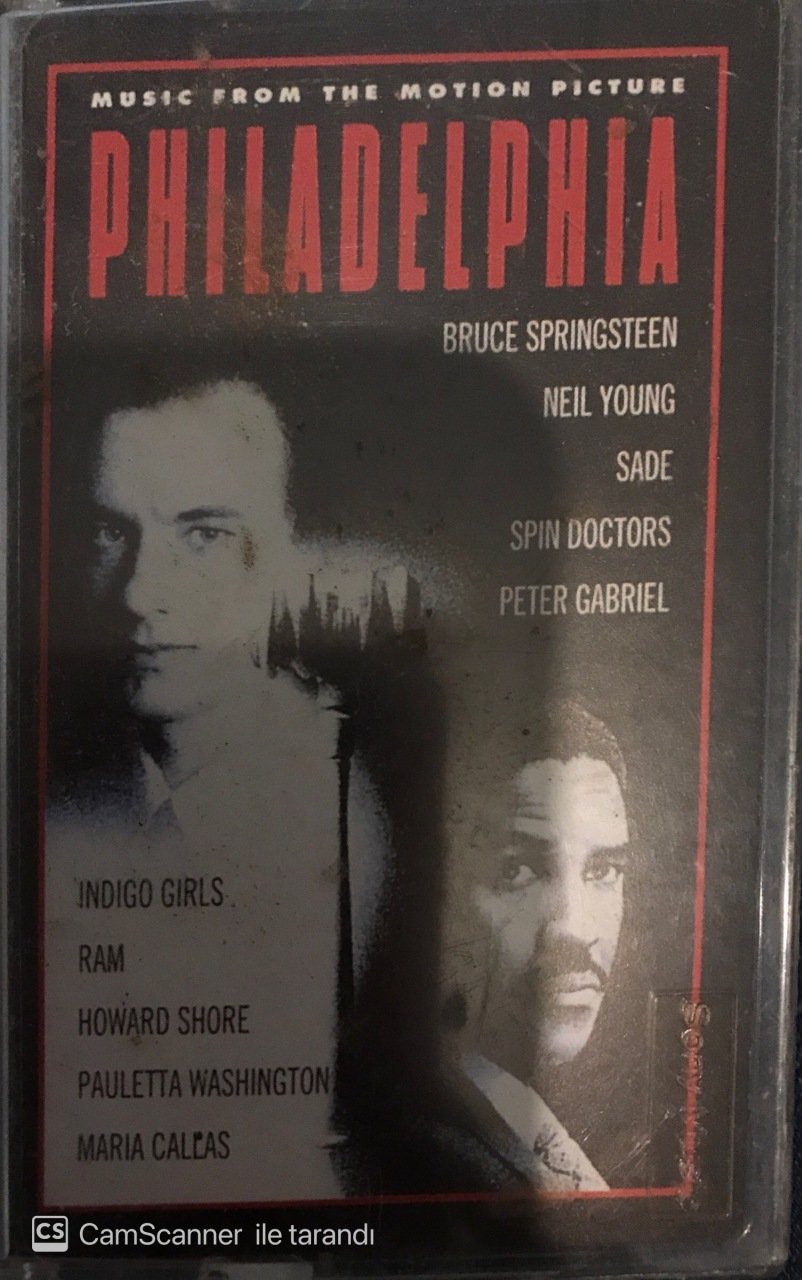 MUSIC FROM THE MOTION PICTURE
PHILADELPHIA
BRUCE SPRINGSTEEN
NEIL YOUNG
SADE
SPIN DOCTORS
PETER GABRIEL
INDIGO GIRLS
RAM
HOWARD SHORE
PAULETTA WASHINGTON
MARIA CALLAS
CS CamScanner ile tarandı